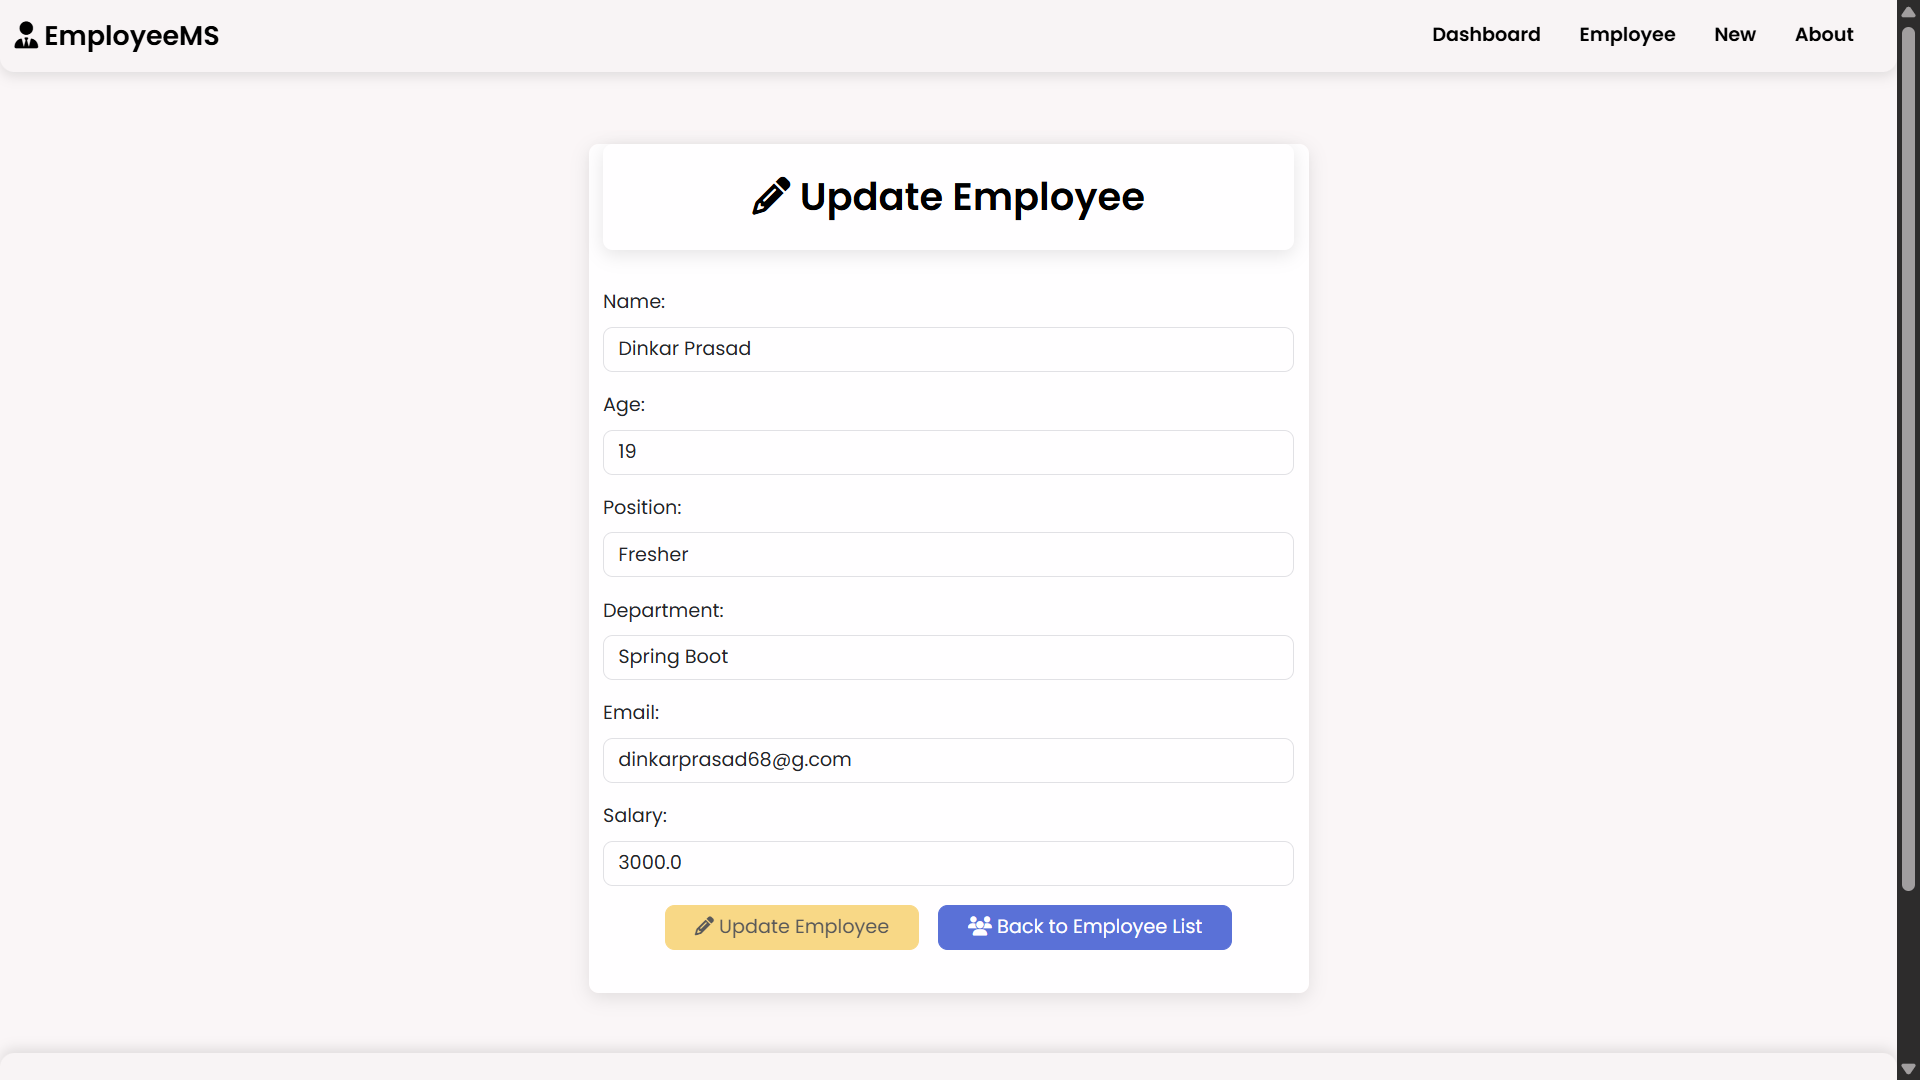 EmployeeMS
Dashboard Employee New About
Update Employee
Name:
Dinkar Prasad
Age:
19
Position:
Fresher
Department:
Spring Boot
Email:
dinkarprasad68@g.com
Salary:
3000.0
Update Employee Back to Employee List